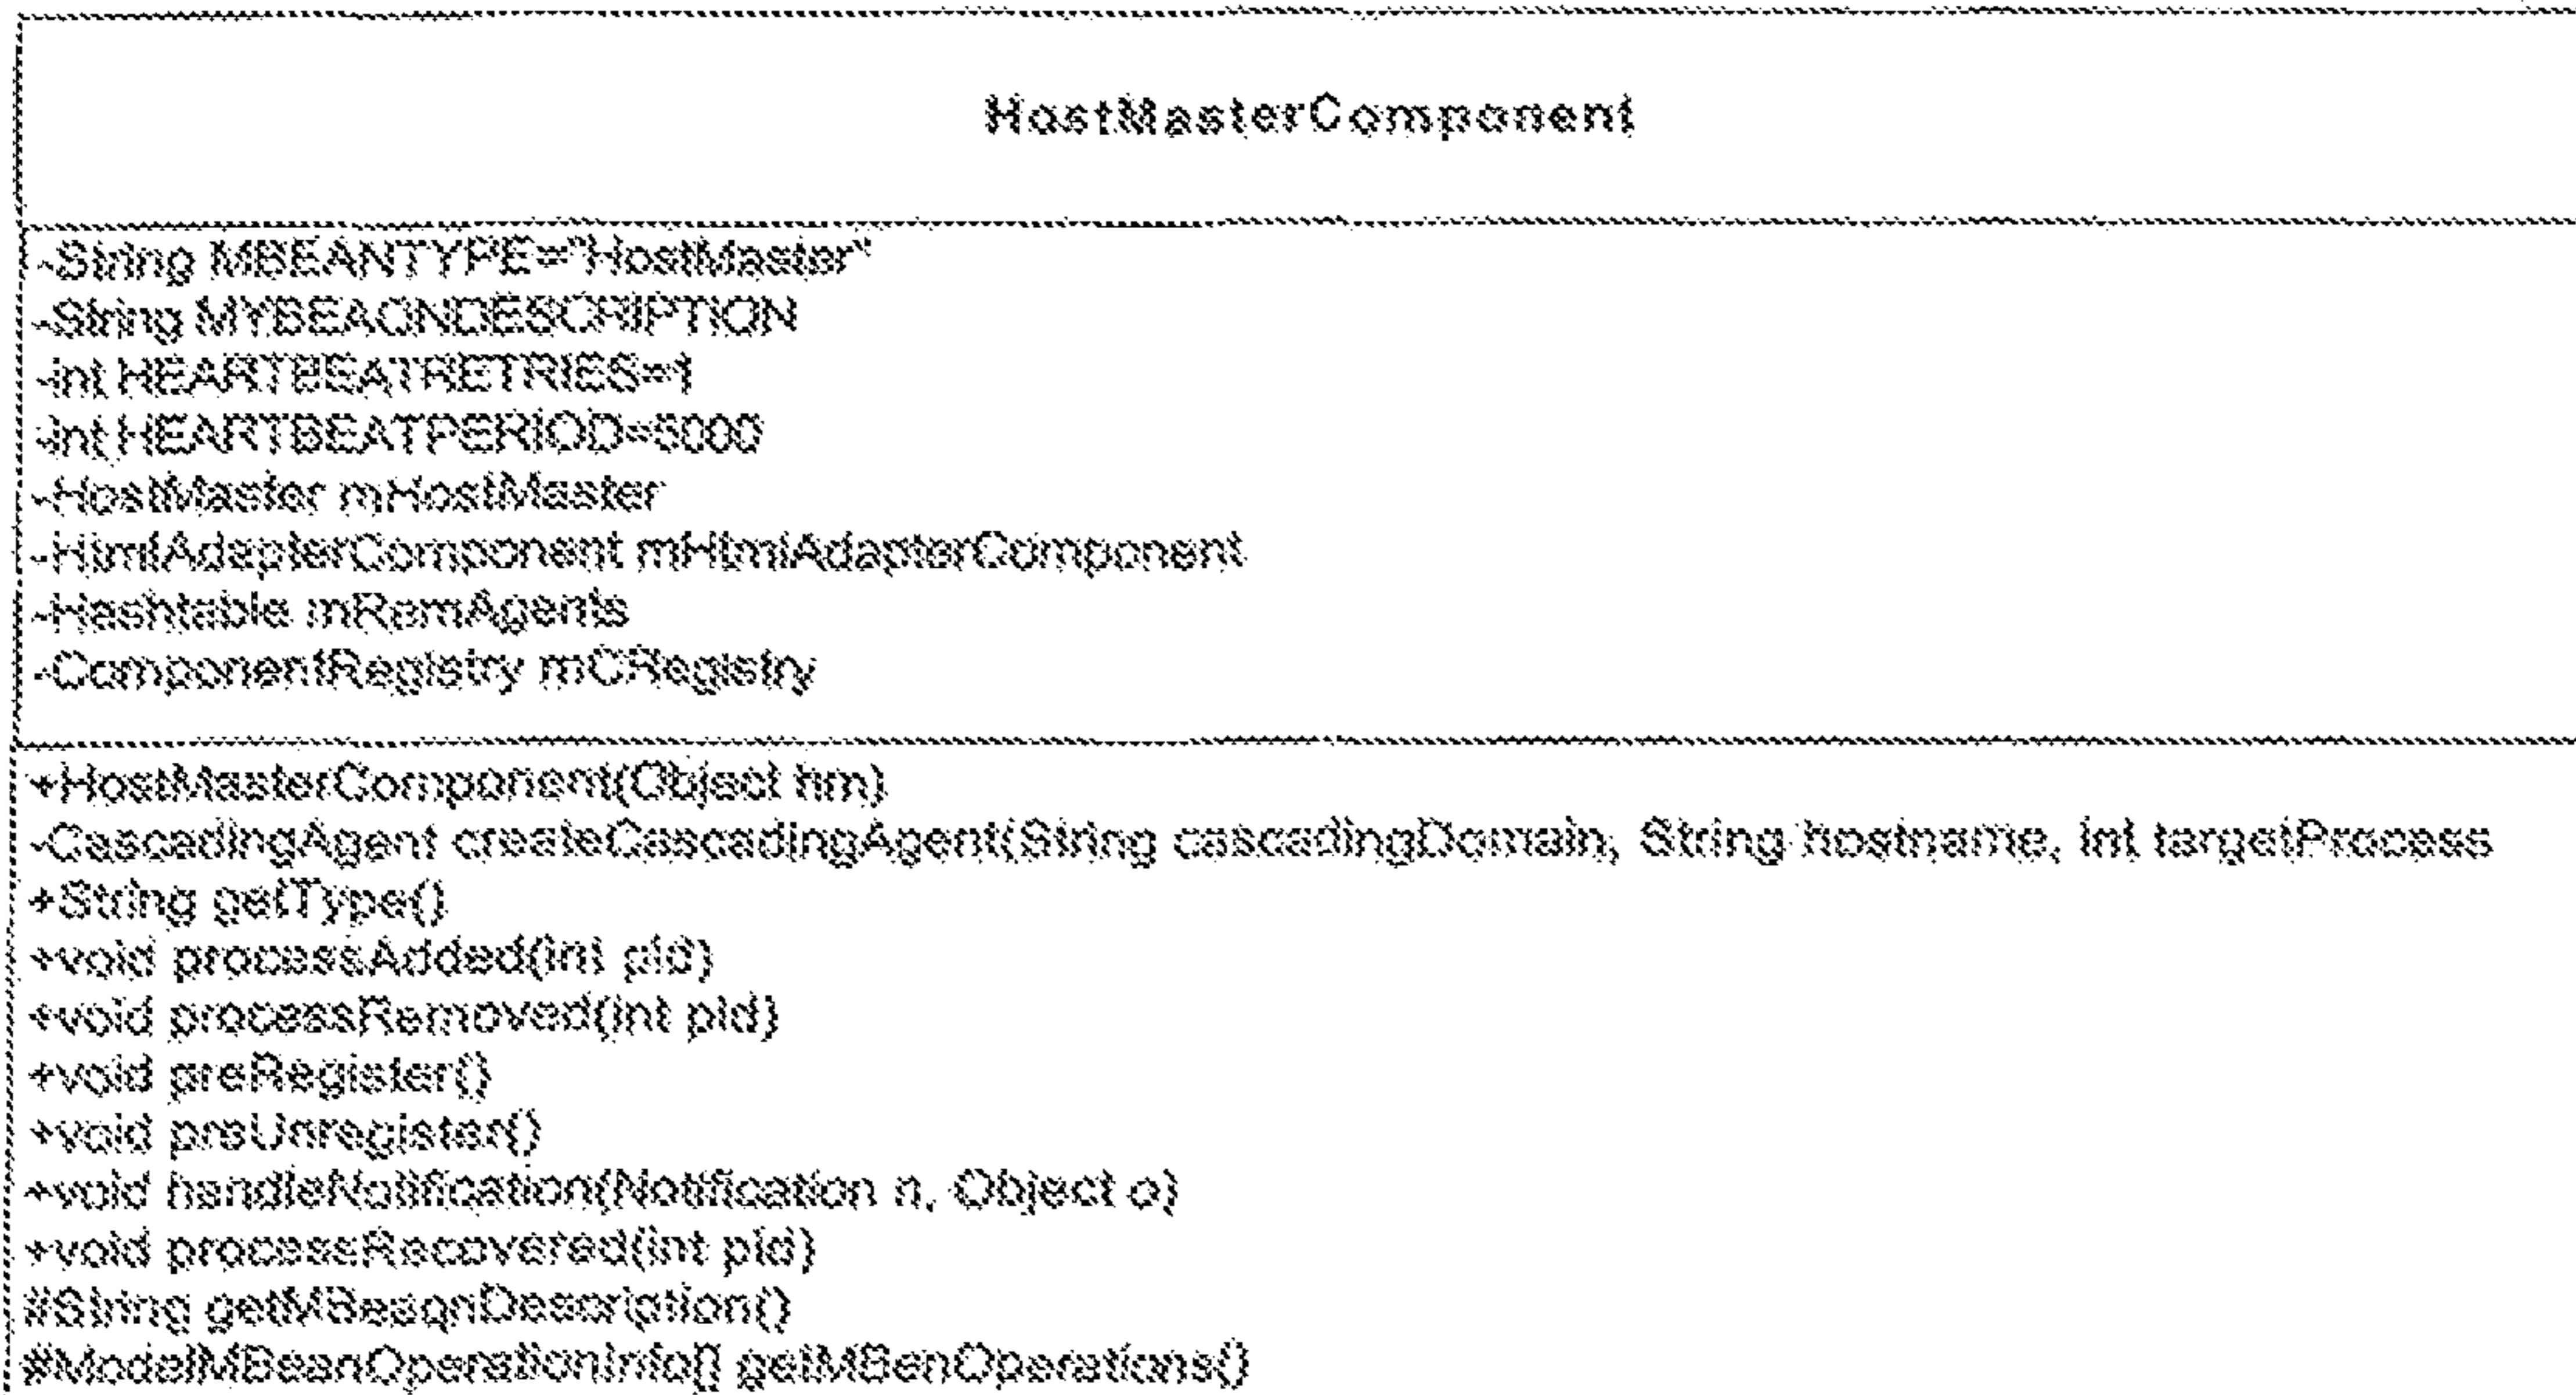 HostMasterComponent
-String MBEANTYPE="HostMaster"
-String MYBEAONDESCRIPTION
-int HEARTBEATRETRIES=1
-int HEARTBEATPERIOD=5000
-HostMaster mHostMaster
-HtmlAdapterComponent mHtmlAdapterComponent
-Hashtable mRemAgents
-ComponentRegistry mCRegistry
+HostMasterComponent(Object hm)
-CascadingAgent createCascadingAgent(String cascadingDomain, String hostname, int targetProcess
+String getType()
+void processAdded(int pid)
+void processRemoved(int pid)
+void preRegister()
+void preUnregister()
+void handleNotification(Notification n, Object o)
+void processRecovered(int pid)
#String getMBeaqnDescription()
#ModelMBeanOperationInfo[] getMBenOperations()